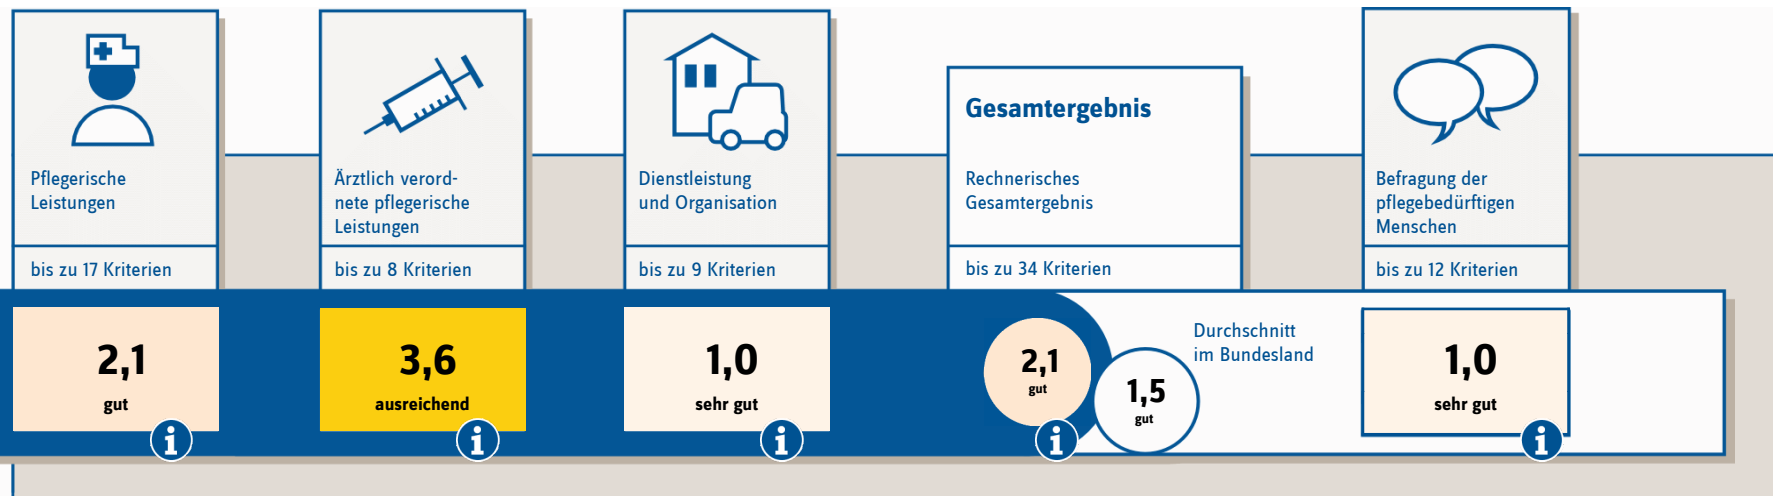 Pflegerische
Leistungen
bis zu 17 Kriterien
2,1
gut
i
Ärztlich verord-
nete pflegerische
Leistungen
bis zu 8 Kriterien
3,6
ausreichend
i
Dienstleistung
und Organisation
bis zu 9 Kriterien
1,0
sehr gut
i
Gesamtergebnis
Rechnerisches
Gesamtergebnis
bis zu 34 Kriterien
2,1
gut
i
1,5
gut
Durchschnitt
im Bundesland
Befragung der
pflegebedürftigen
Menschen
bis zu 12 Kriterien
1,0
sehr gut
i